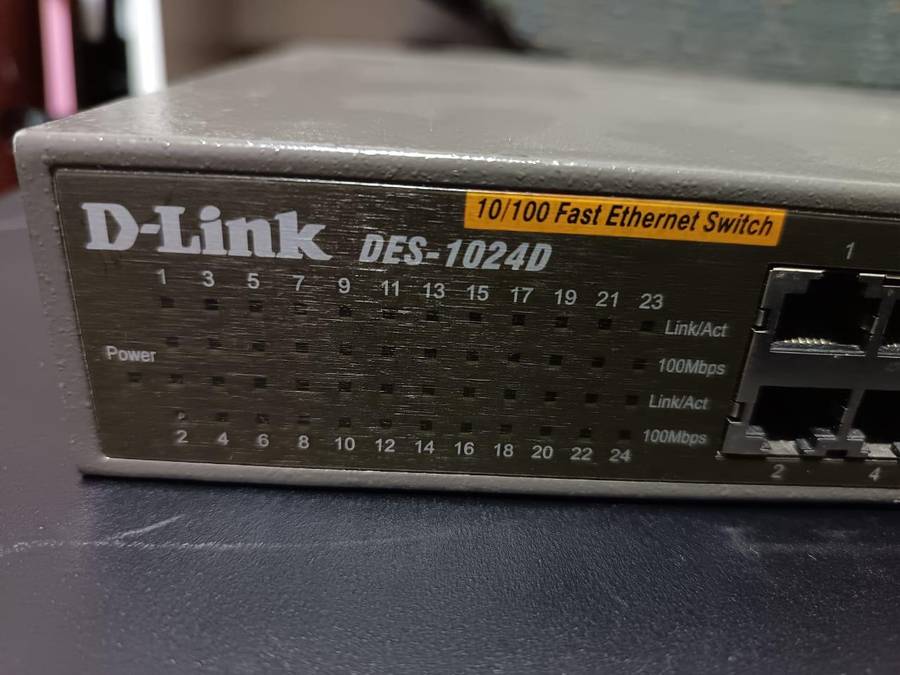 D-Link DES-1024D
10/100 Fast Ethernet Switch
1
1 3 5 7 9 11 13 15 17 19 21 23
Link/Act
100Mbps
Power
Link/Act
100Mbps
2 4 6 8 10 12 14 16 18 20 22 24
2 4